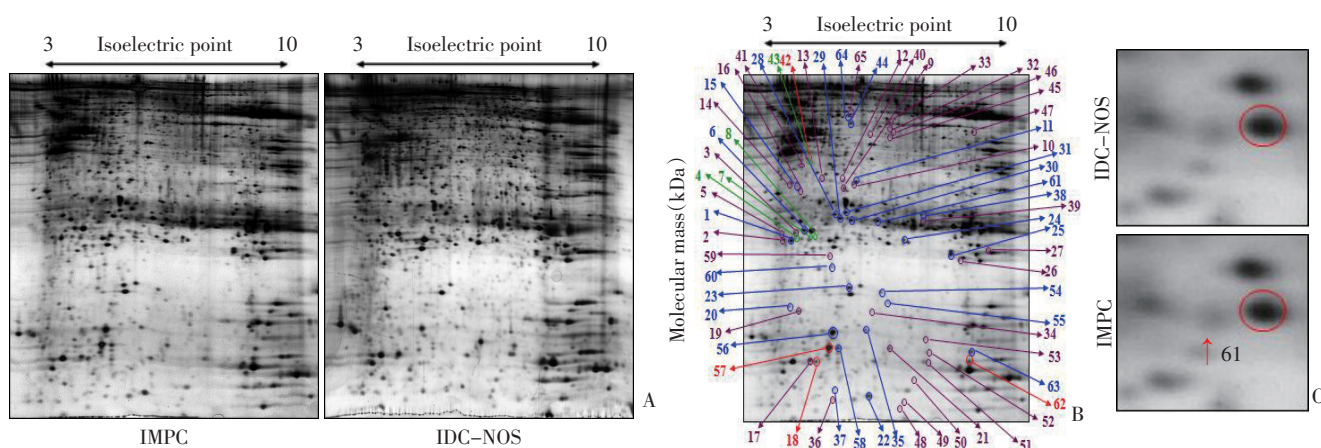 Isoelectric point
3 10
Isoelectric point
3 10
IMPC
IDC-NOS
A
Isoelectric point
3 10
Molecular mass(kDa)
41 16 15 14 6 8 3 4 7 5 1 2 59 60 23 20 19 56 57
28 43 42 13 29 64 65 44 12 40 9 33 32 46 45 47
11 10 31 30 61 38 39 24 25 27 26 54 55 34 53 63 62 52
17 18 36 37 58 22 35 48 49 50 21 51
B
IDC-NOS
IMPC
61
C